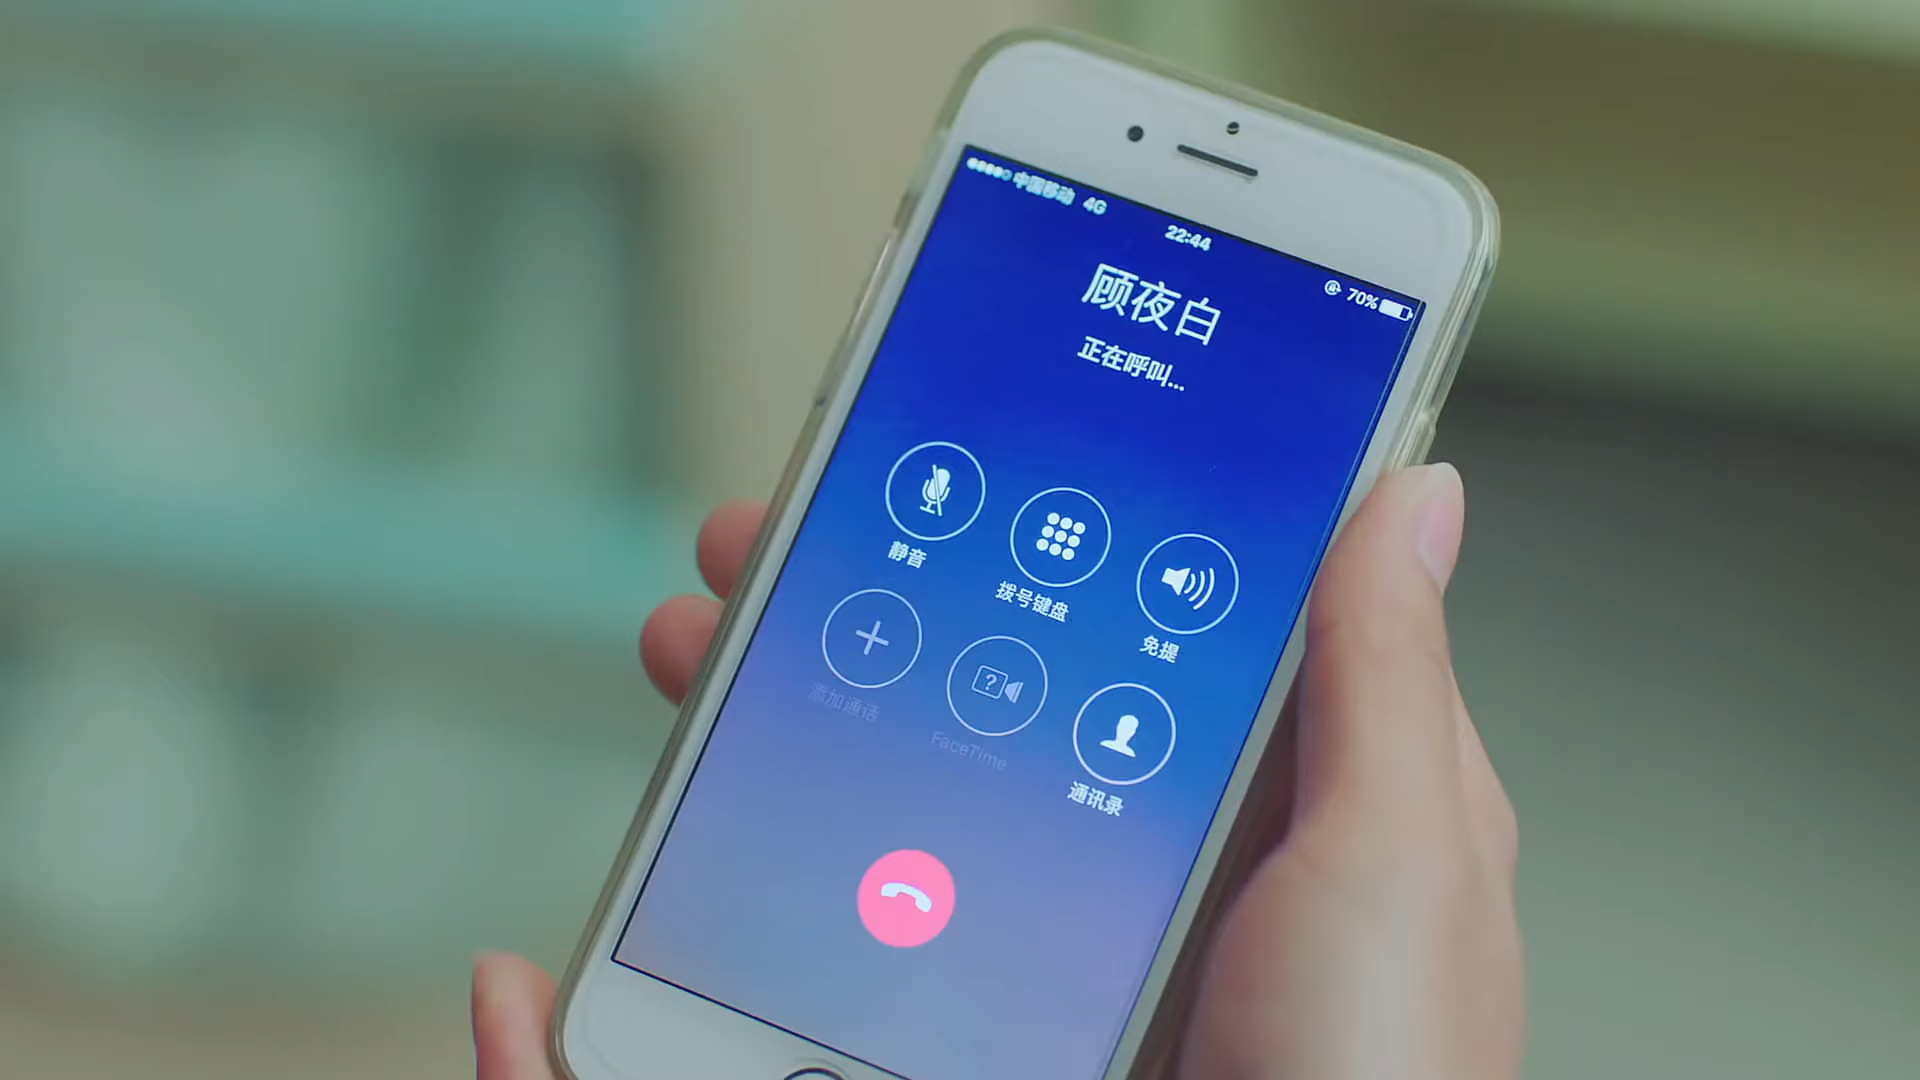 中国移动 4G
22:44
70%
顾夜白
正在呼叫...
静音
拨号键盘
免提
添加通话
?
FaceTime
通讯录